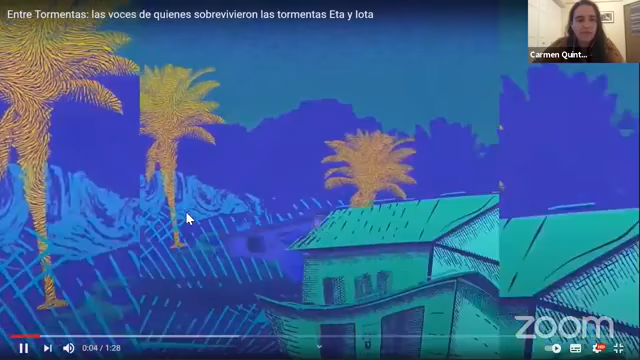 Entre Tormentas: las voces de quienes sobrevivieron las tormentas Eta y Iota
Carmen Quint...
zoom
0:04 / 1:28